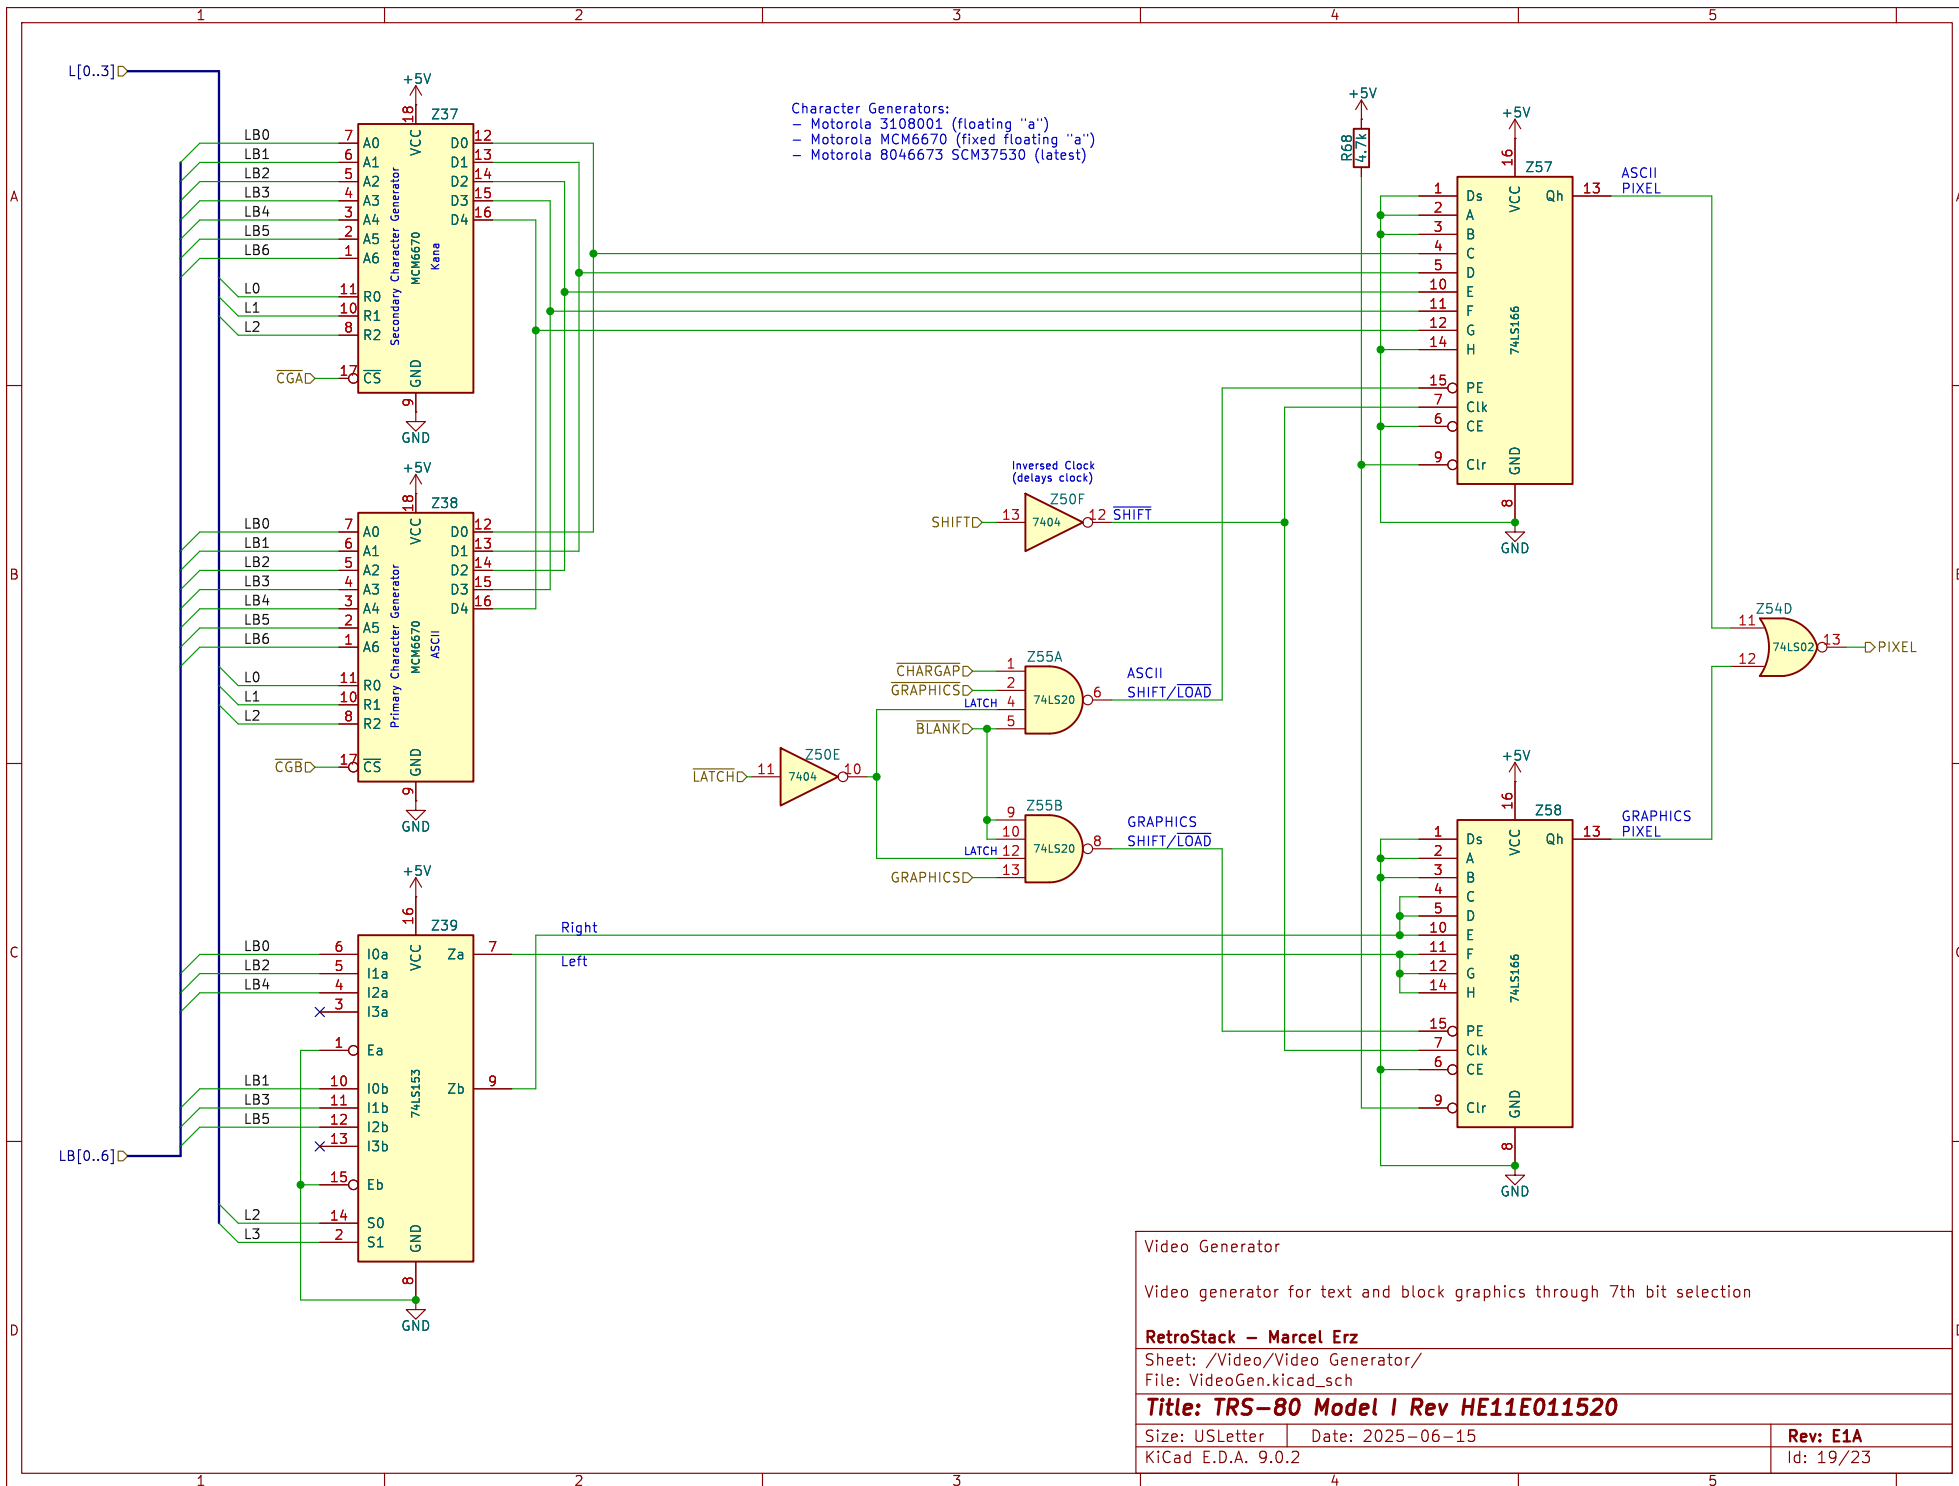 1 2 3 4 5
A
B
C
D
L[0..3]
+5V
18
Z37
VCC
LB0 7 A0
LB1 6 A1
LB2 5 A2
LB3 4 A3
LB4 3 A4
LB5 2 A5
LB6 1 A6
L0 11 R0
L1 10 R1
L2 8 R2
CGA 17 CS
D0 12
D1 13
D2 14
D3 15
D4 16
Secondary Character Generator
MCM6670
Kana
GND
9
GND
+5V
18
Z38
VCC
LB0 7 A0
LB1 6 A1
LB2 5 A2
LB3 4 A3
LB4 3 A4
LB5 2 A5
LB6 1 A6
L0 11 R0
L1 10 R1
L2 8 R2
CGB 17 CS
D0 12
D1 13
D2 14
D3 15
D4 16
Primary Character Generator
MCM6670
ASCII
GND
9
GND
+5V
16
Z39
VCC
LB0 6 I0a
LB2 5 I1a
LB4 4 I2a
3 I3a
1 Ea
LB1 10 I0b
LB3 11 I1b
LB5 12 I2b
13 I3b
15 Eb
L2 14 S0
L3 2 S1
Za 7
Zb 9
74LS153
GND
8
GND
LB[0..6]
Right
Left
Character Generators:
- Motorola 3108001 (floating "a")
- Motorola MCM6670 (fixed floating "a")
- Motorola 8046673 SCM37530 (latest)
Inversed Clock
(delays clock)
Z50F
SHIFT 13 7404 12 SHIFT
Z55A
CHARGAP 1
GRAPHICS 2
LATCH 4
BLANK 5
74LS20
6
ASCII
SHIFT/LOAD
Z50E
LATCH 11 7404 10
Z55B
9
10
LATCH 12
GRAPHICS 13
74LS20
8
GRAPHICS
SHIFT/LOAD
+5V
R68
4.7k
+5V
16
Z57
VCC
1 Ds
2 A
3 B
4 C
5 D
10 E
11 F
12 G
14 H
15 PE
7 Clk
6 CE
9 Clr
Qh 13
74LS166
GND
8
GND
ASCII
PIXEL
Z54D
11
12
74LS02
13 PIXEL
+5V
16
Z58
VCC
1 Ds
2 A
3 B
4 C
5 D
10 E
11 F
12 G
14 H
15 PE
7 Clk
6 CE
9 Clr
Qh 13
74LS166
GND
8
GND
GRAPHICS
PIXEL
Video Generator
Video generator for text and block graphics through 7th bit selection
RetroStack - Marcel Erz
Sheet: /Video/Video Generator/
File: VideoGen.kicad_sch
Title: TRS-80 Model I Rev HE11E011520
Size: USLetter Date: 2025-06-15 Rev: E1A
KiCad E.D.A. 9.0.2 Id: 19/23
1 2 3 4 5